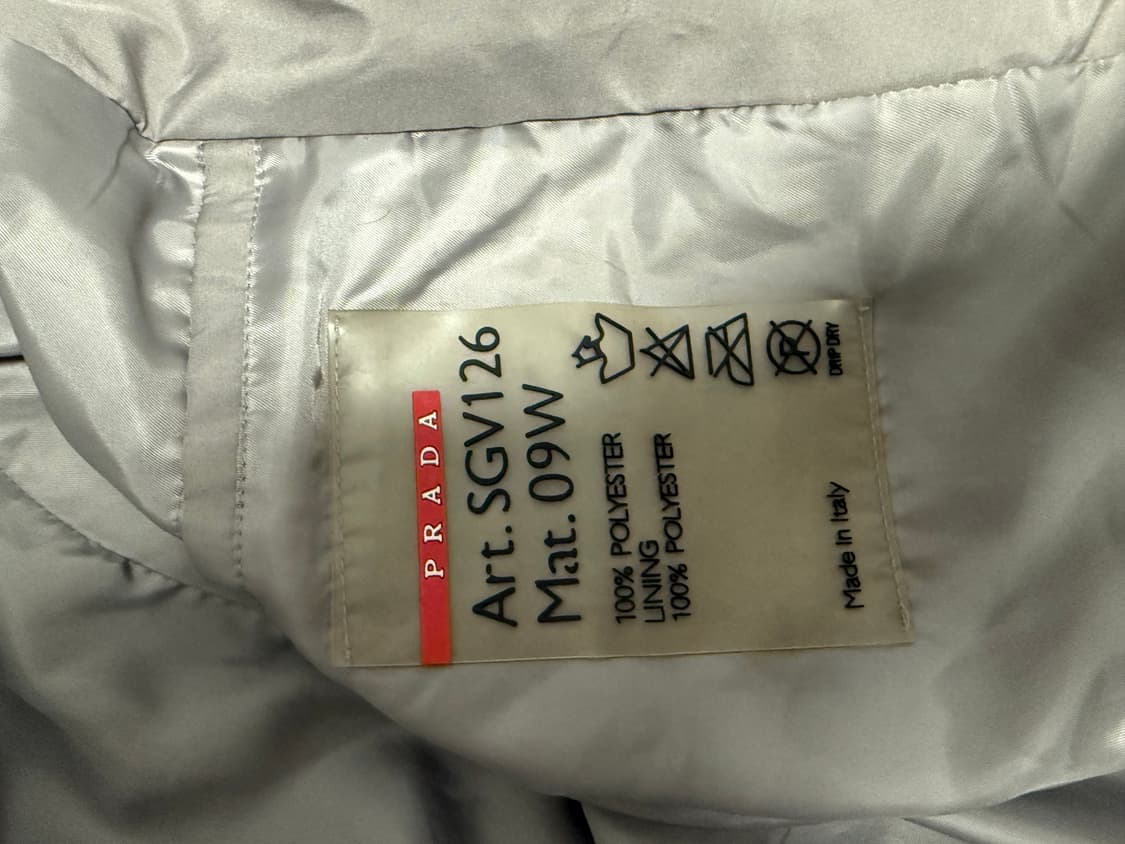 PRADA
Art. SGV126
Mat. 09W
100% POLYESTER
LINING
100% POLYESTER
P
DRIP DRY
Made In Italy